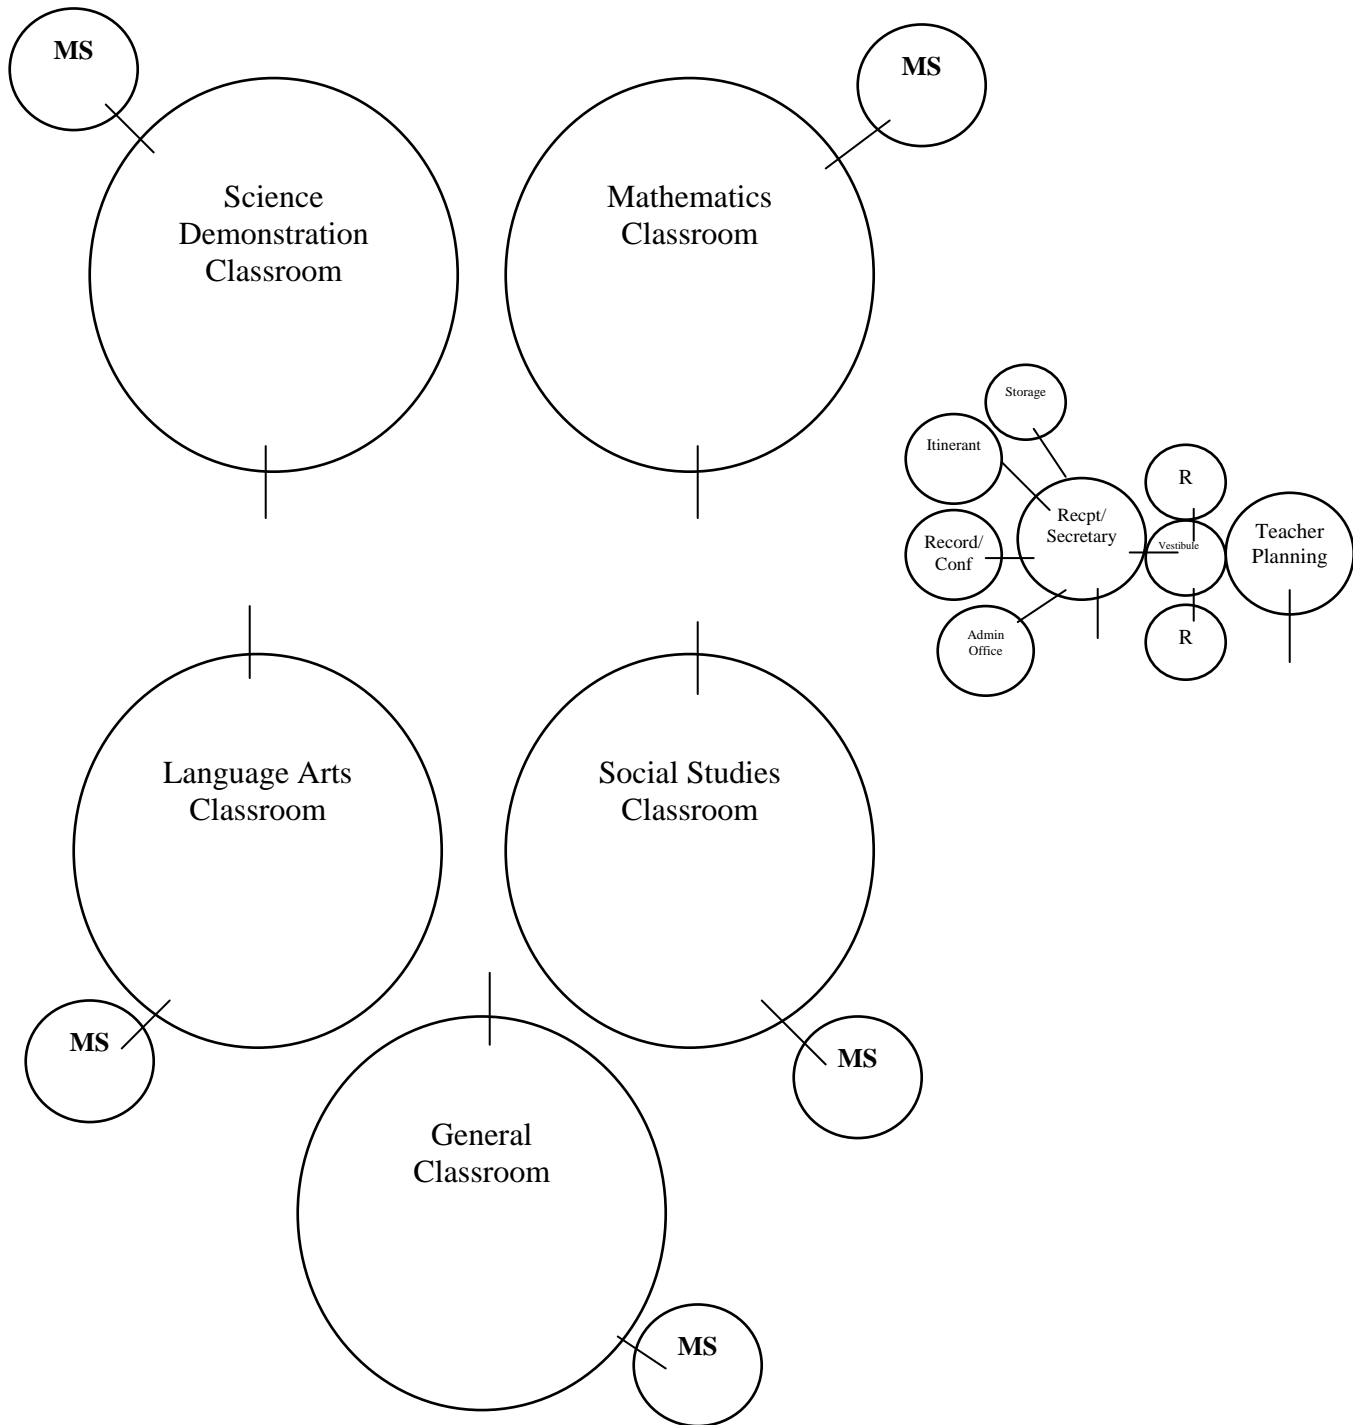 MS
MS
Science
Demonstration
Classroom
Mathematics
Classroom
Storage
Itinerant
R
Recpt/
Secretary
Record/
Conf
Vestibule
Teacher
Planning
Admin
Office
R
Language Arts
Classroom
Social Studies
Classroom
MS
MS
General
Classroom
MS